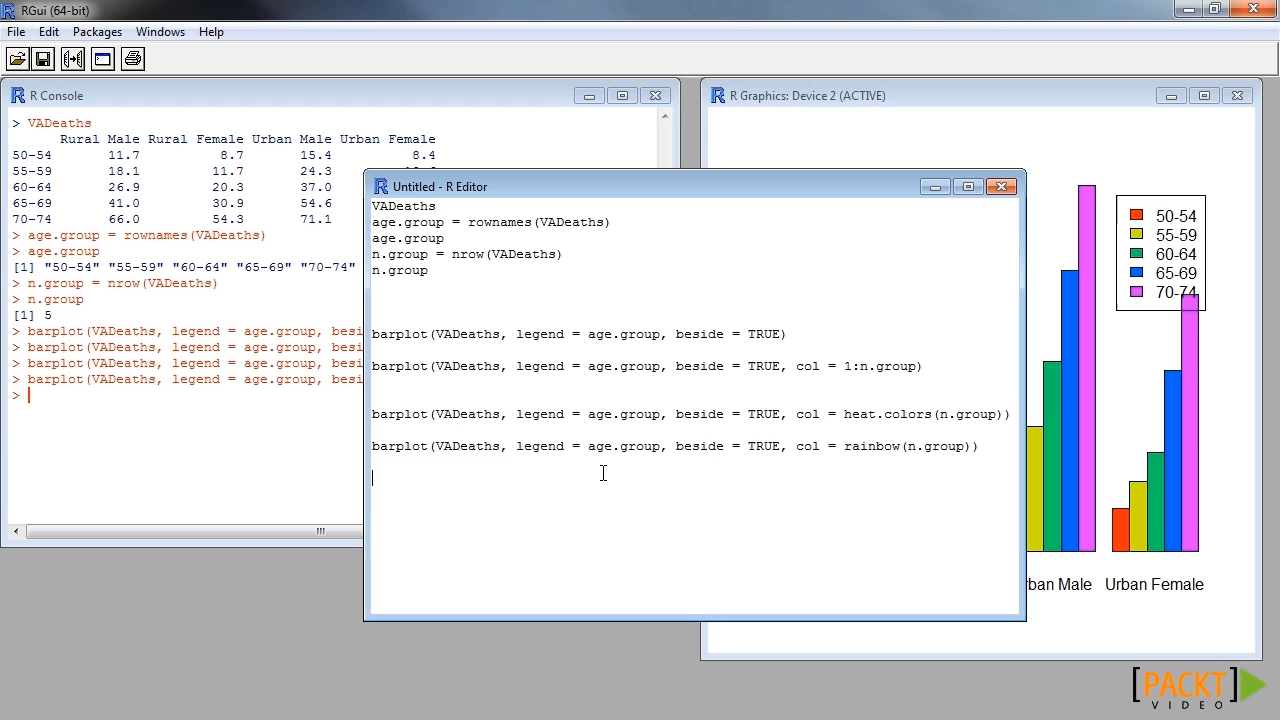 RGui (64-bit)
File Edit Packages Windows Help
R Console
> VADeaths
Rural Male Rural Female Urban Male Urban Female
50-54 11.7 8.7 15.4 8.4
55-59 18.1 11.7 24.3
60-64 26.9 20.3 37.0
65-69 41.0 30.9 54.6
70-74 66.0 54.3 71.1
> age.group = rownames(VADeaths)
> age.group
[1] "50-54" "55-59" "60-64" "65-69" "70-74"
> n.group = nrow(VADeaths)
> n.group
[1] 5
> barplot(VADeaths, legend = age.group, besi
> barplot(VADeaths, legend = age.group, besi
> barplot(VADeaths, legend = age.group, besi
> barplot(VADeaths, legend = age.group, besi
>
Untitled - R Editor
VADeaths
age.group = rownames(VADeaths)
age.group
n.group = nrow(VADeaths)
n.group
barplot(VADeaths, legend = age.group, beside = TRUE)
barplot(VADeaths, legend = age.group, beside = TRUE, col = 1:n.group)
barplot(VADeaths, legend = age.group, beside = TRUE, col = heat.colors(n.group))
barplot(VADeaths, legend = age.group, beside = TRUE, col = rainbow(n.group))
R Graphics: Device 2 (ACTIVE)
50-54
55-59
60-64
65-69
70-74
rban Male Urban Female
[PACKT]
VIDEO